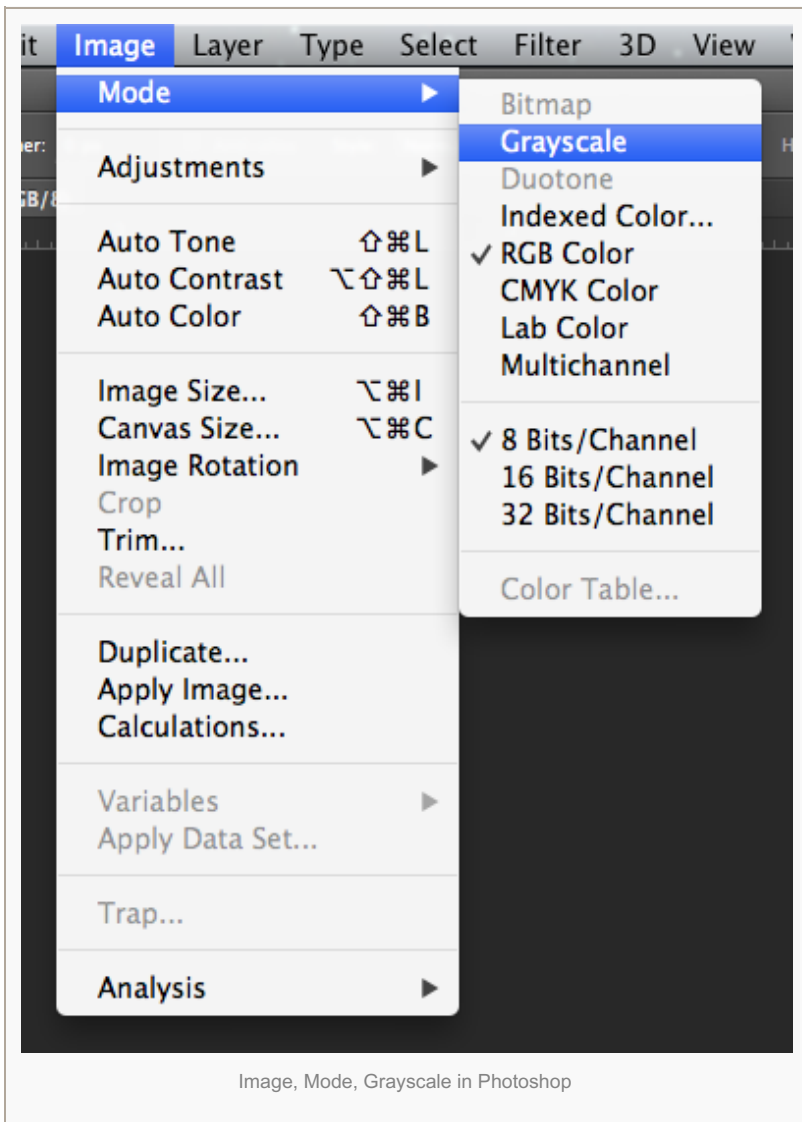 it Image Layer Type Select Filter 3D View
Mode ▶
er:
Adjustments ▶
GB/8
Auto Tone ⇧⌘L
Auto Contrast ⌥⇧⌘L
Auto Color ⇧⌘B
Image Size... ⌥⌘I
Canvas Size... ⌥⌘C
Image Rotation ▶
Crop
Trim...
Reveal All
Duplicate...
Apply Image...
Calculations...
Variables ▶
Apply Data Set...
Trap...
Analysis ▶
Bitmap
Grayscale
Duotone
Indexed Color...
✓ RGB Color
CMYK Color
Lab Color
Multichannel
✓ 8 Bits/Channel
16 Bits/Channel
32 Bits/Channel
Color Table...
H
Image, Mode, Grayscale in Photoshop